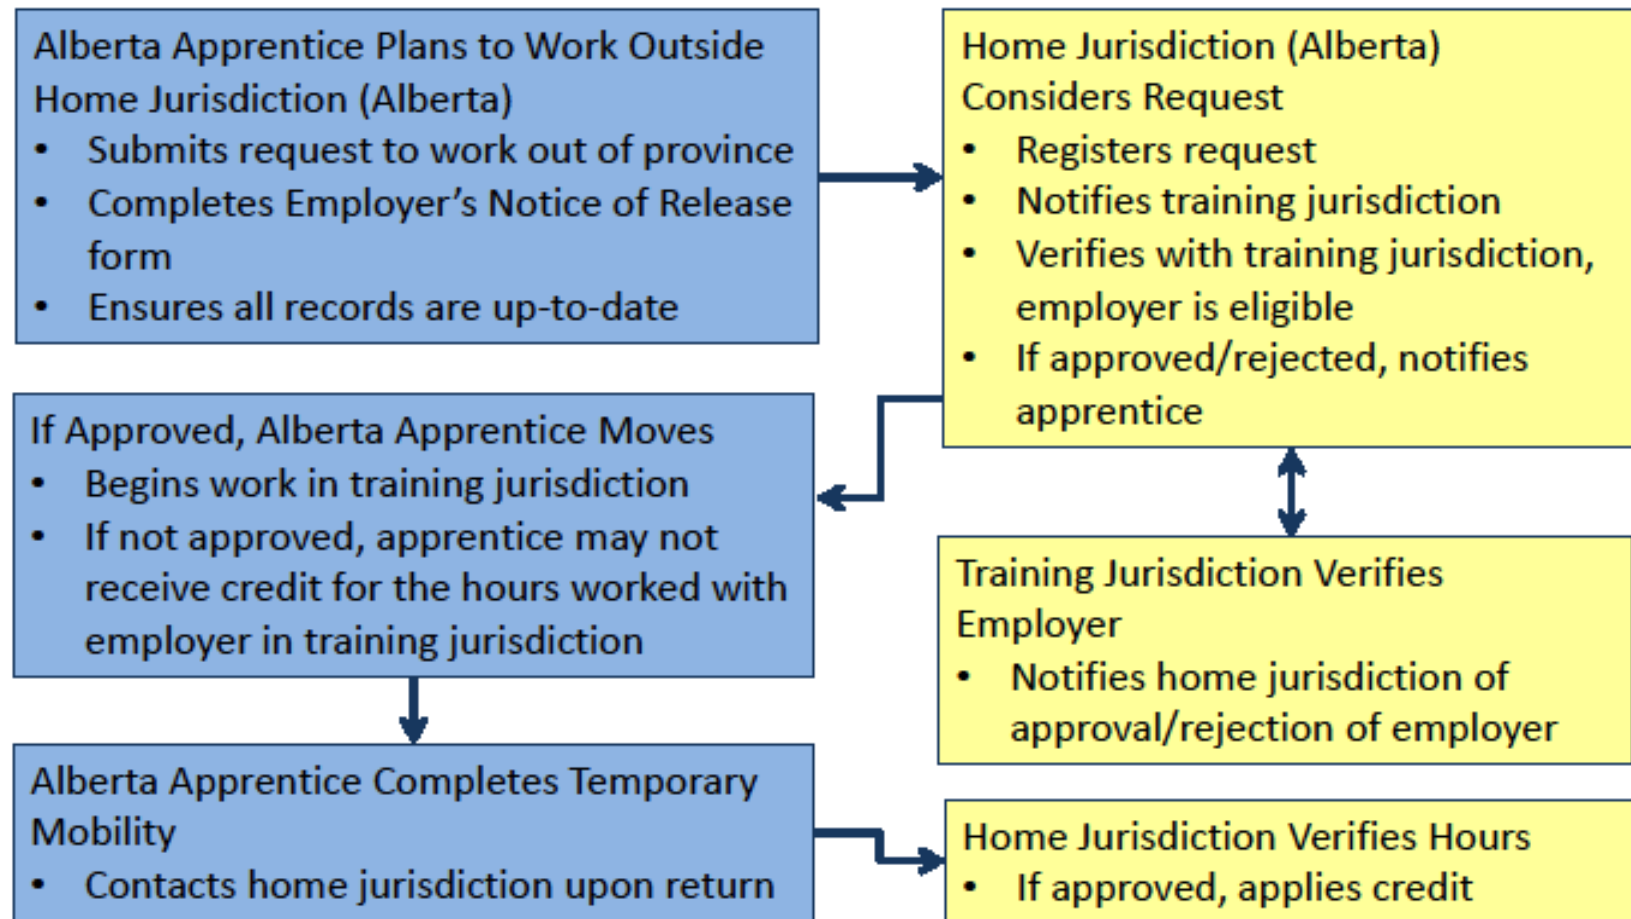 Alberta Apprentice Plans to Work Outside
Home Jurisdiction (Alberta)
• Submits request to work out of province
• Completes Employer's Notice of Release
form
• Ensures all records are up-to-date
Home Jurisdiction (Alberta)
Considers Request
• Registers request
• Notifies training jurisdiction
• Verifies with training jurisdiction,
employer is eligible
• If approved/rejected, notifies
apprentice
If Approved, Alberta Apprentice Moves
• Begins work in training jurisdiction
• If not approved, apprentice may not
receive credit for the hours worked with
employer in training jurisdiction
Training Jurisdiction Verifies
Employer
• Notifies home jurisdiction of
approval/rejection of employer
Alberta Apprentice Completes Temporary
Mobility
• Contacts home jurisdiction upon return
Home Jurisdiction Verifies Hours
• If approved, applies credit